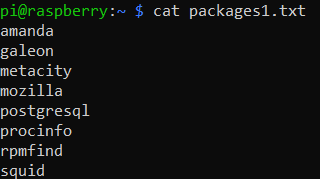 pi@raspberry:~ $ cat packages1.txt
amanda
galeon
metacity
mozilla
postgresql
procinfo
rpmfind
squid